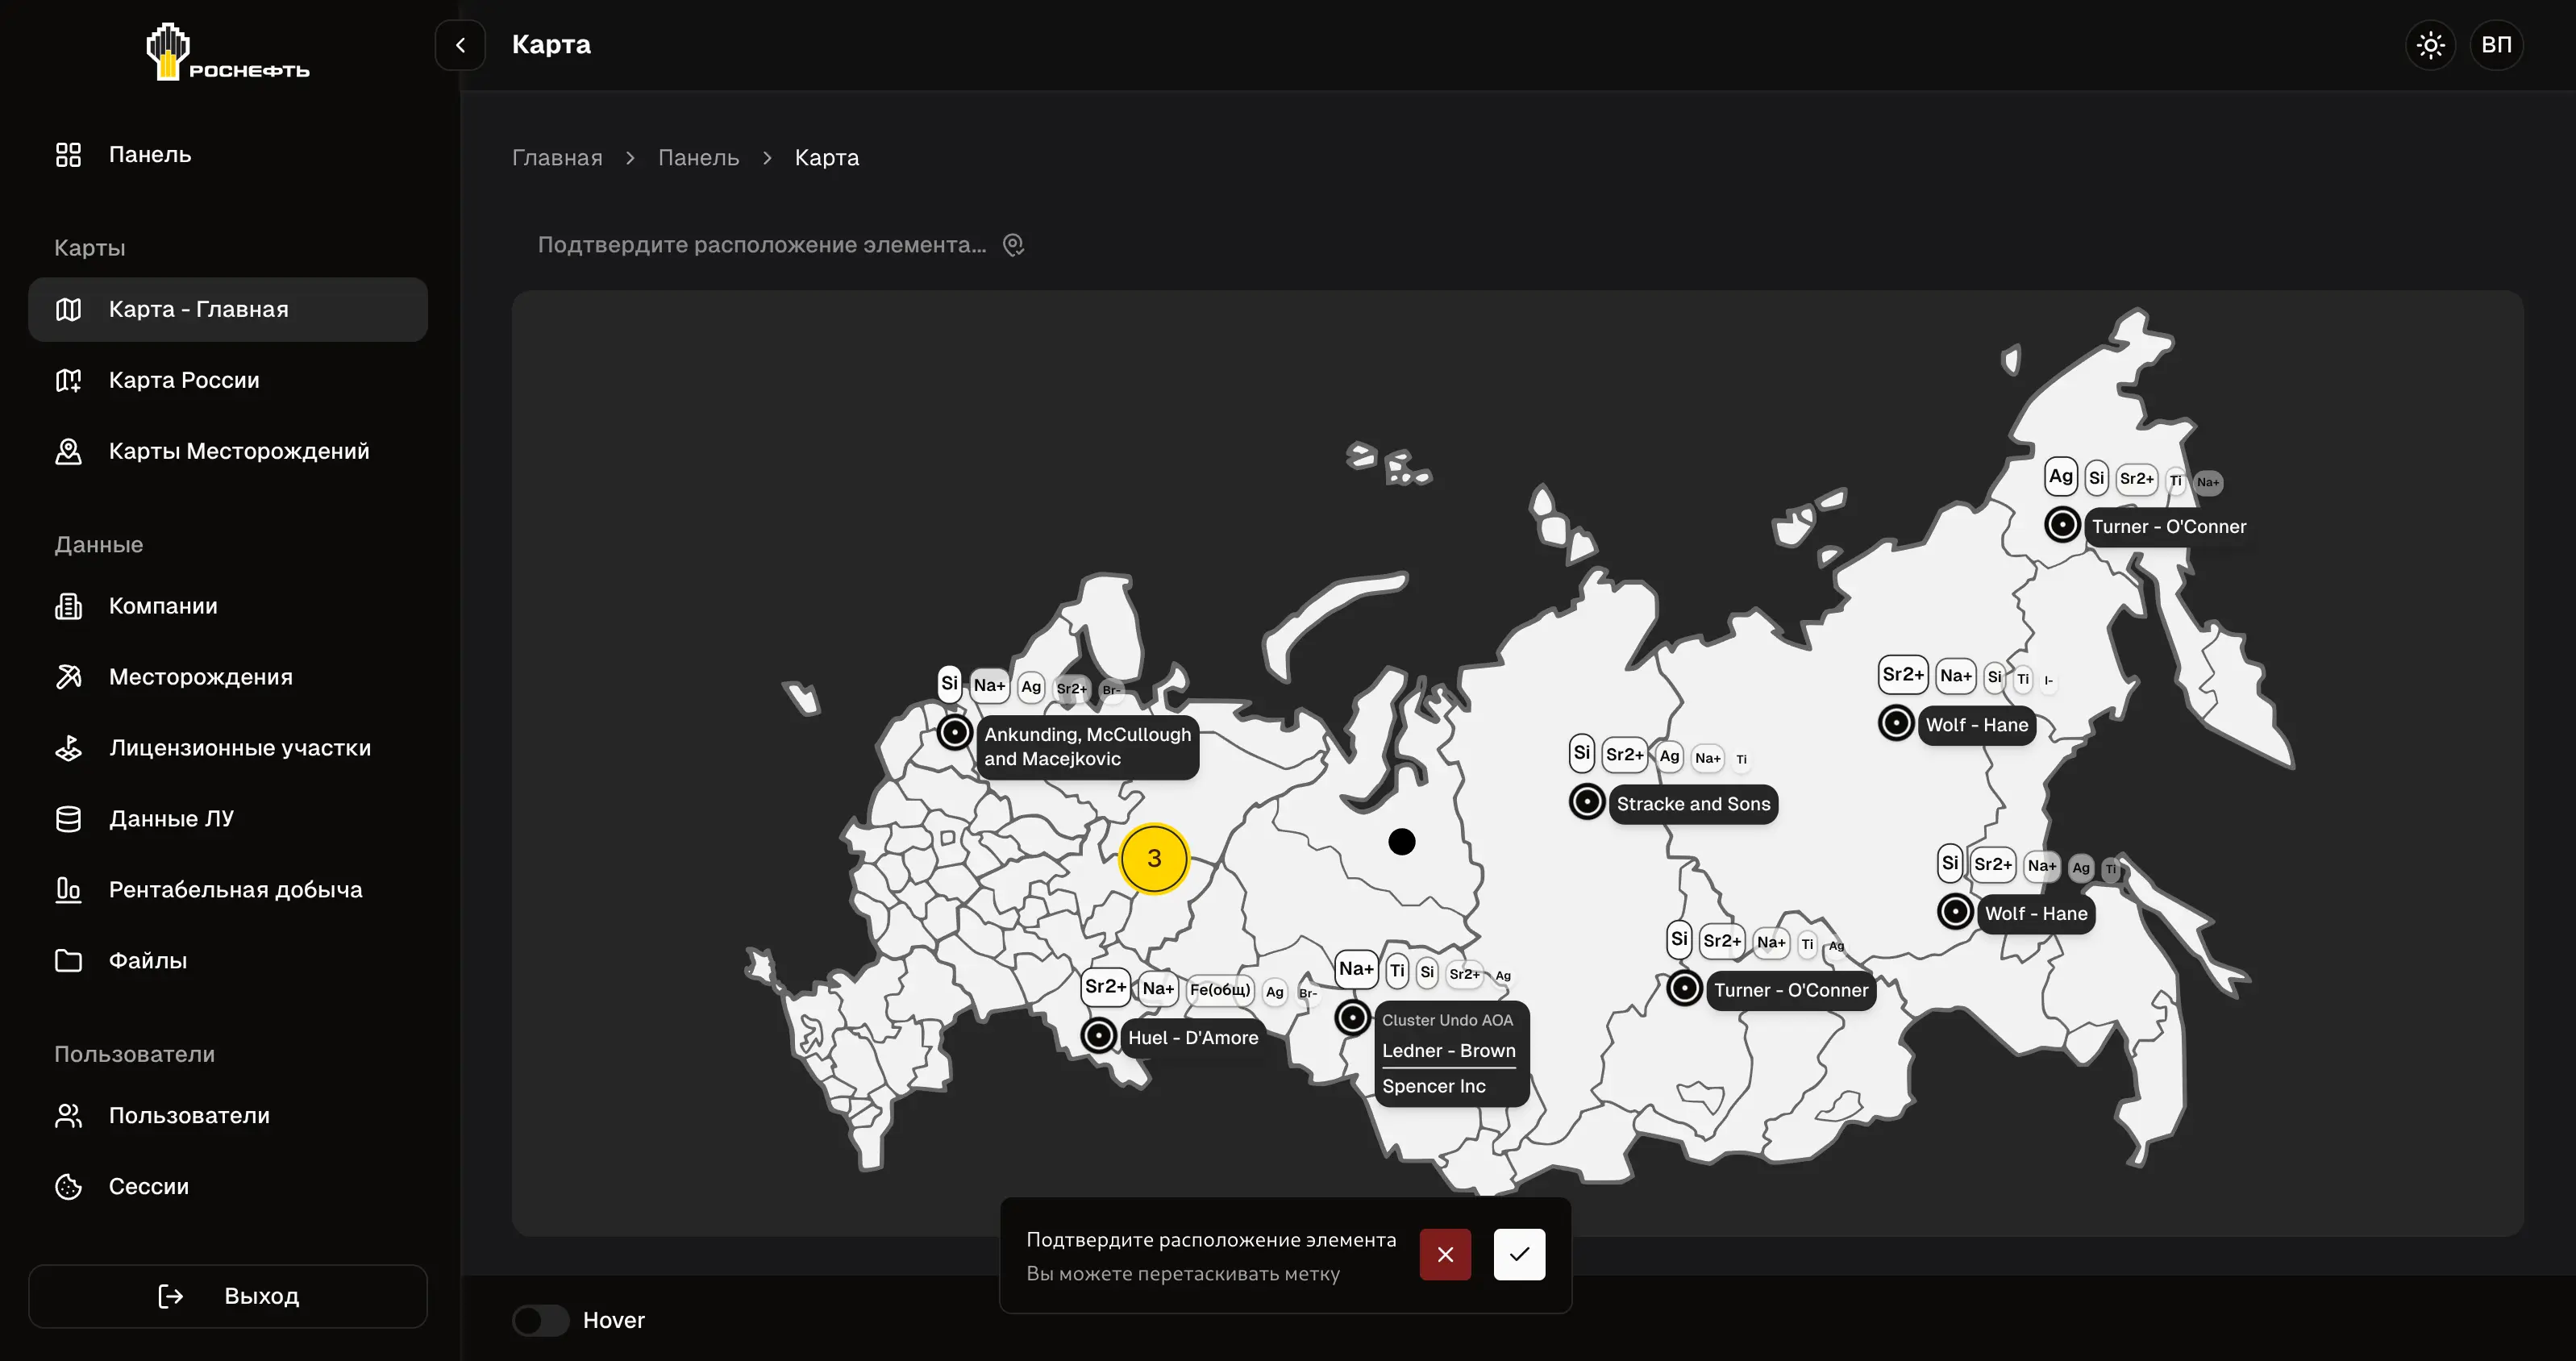 РОСНЕФТЬ
Карта
ВП
Панель
Карты
Карта - Главная
Карта России
Карты Месторождений
Данные
Компании
Месторождения
Лицензионные участки
Данные ЛУ
Рентабельная добыча
Файлы
Пользователи
Пользователи
Сессии
Выход
Главная > Панель > Карта
Подтвердите расположение элемента...
Ag Si Sr2+ Ti Na+
Turner - O'Conner
Si Na+ Ag Sr2+ Br-
Ankunding, McCullough
and Macejkovic
Sr2+ Na+ Si Ti I-
Wolf - Hane
Si Sr2+ Ag Na+ Ti
Stracke and Sons
3
Si Sr2+ Na+ Ag Ti
Wolf - Hane
Si Sr2+ Na+ Ti Ag
Turner - O'Conner
Sr2+ Na+ Fe(общ) Ag Br-
Huel - D'Amore
Na+ Ti Si Sr2+ Ag
Cluster Undo AOA
Ledner - Brown
Spencer Inc
Подтвердите расположение элемента
Вы можете перетаскивать метку
Hover